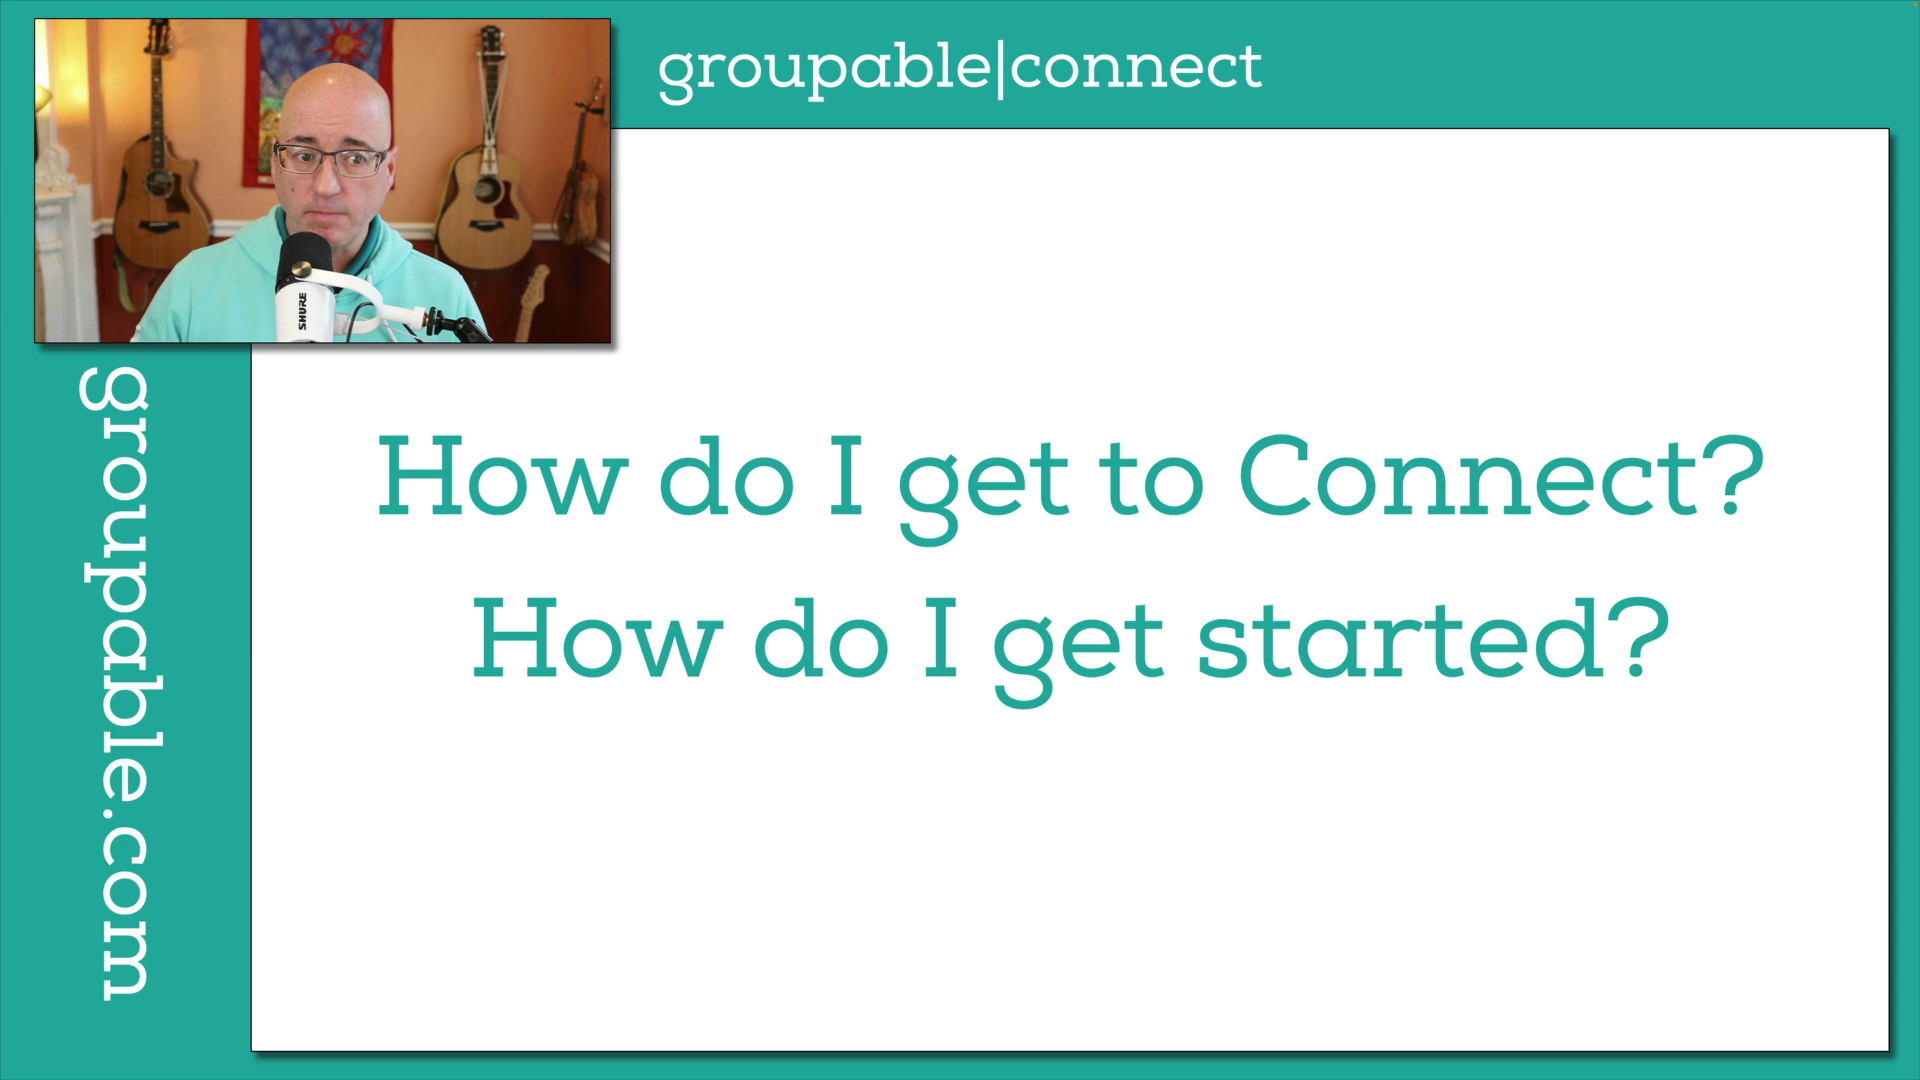 groupable|connect
SHURE
groupable.com
How do I get to Connect?
How do I get started?